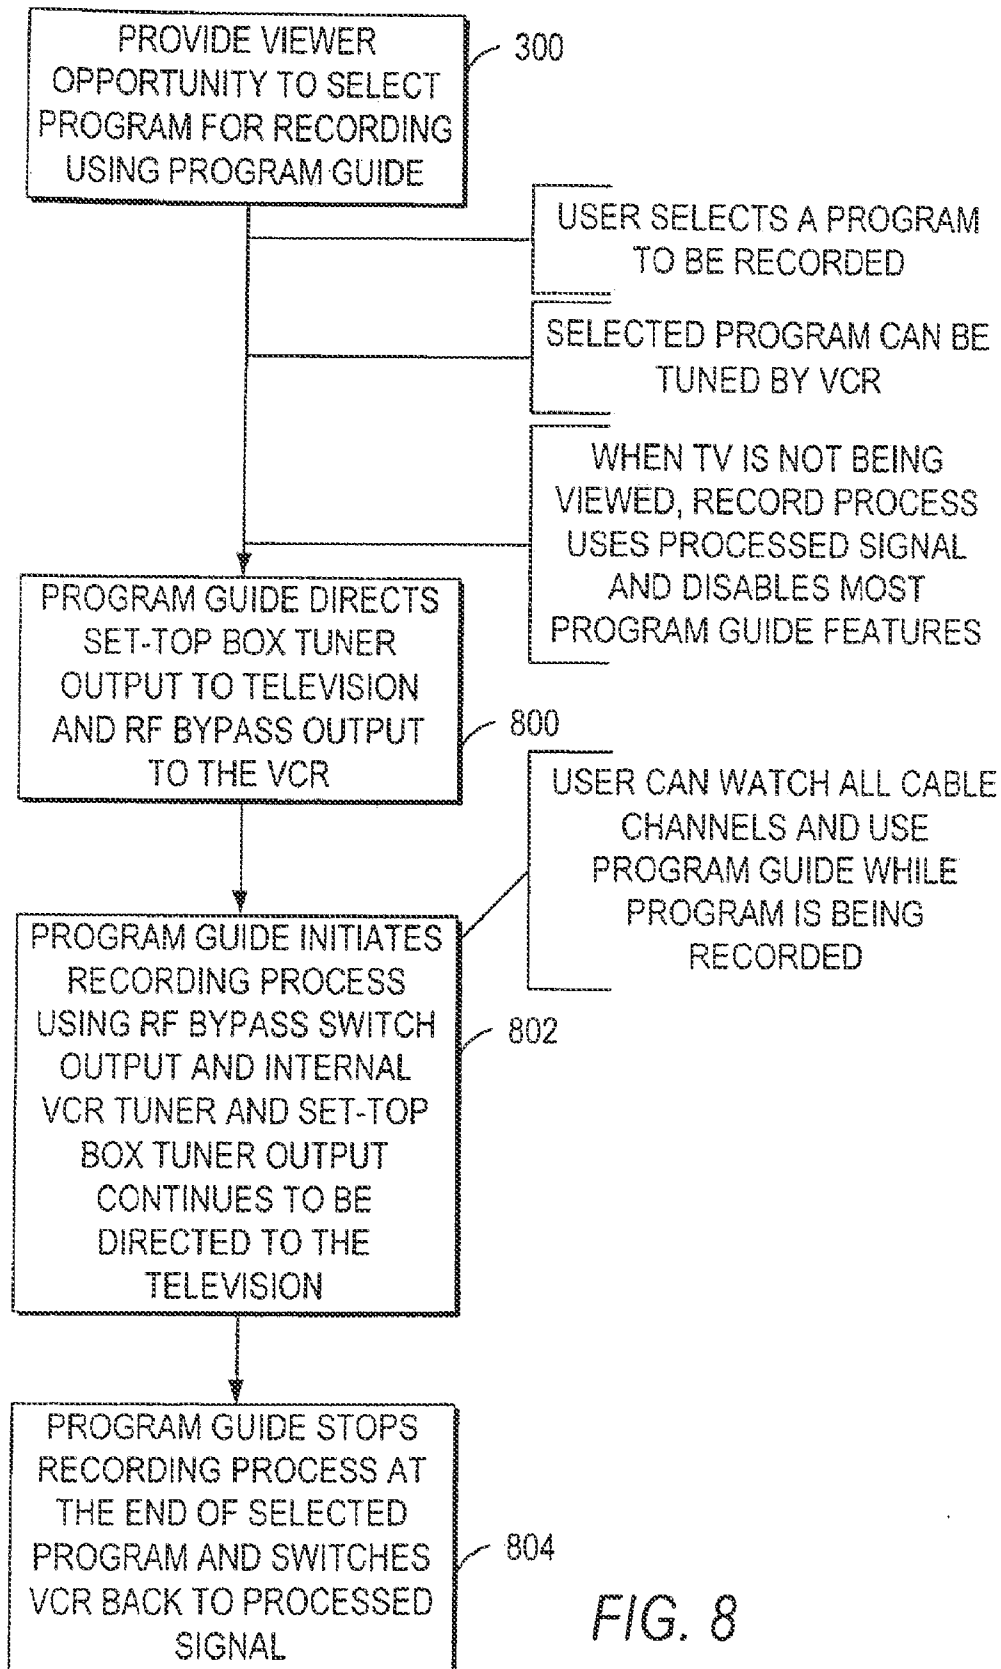 PROVIDE VIEWER
OPPORTUNITY TO SELECT
PROGRAM FOR RECORDING
USING PROGRAM GUIDE
300
USER SELECTS A PROGRAM
TO BE RECORDED
SELECTED PROGRAM CAN BE
TUNED BY VCR
WHEN TV IS NOT BEING
VIEWED, RECORD PROCESS
USES PROCESSED SIGNAL
AND DISABLES MOST
PROGRAM GUIDE FEATURES
PROGRAM GUIDE DIRECTS
SET-TOP BOX TUNER
OUTPUT TO TELEVISION
AND RF BYPASS OUTPUT
TO THE VCR
800
USER CAN WATCH ALL CABLE
CHANNELS AND USE
PROGRAM GUIDE WHILE
PROGRAM IS BEING
RECORDED
PROGRAM GUIDE INITIATES
RECORDING PROCESS
USING RF BYPASS SWITCH
OUTPUT AND INTERNAL
VCR TUNER AND SET-TOP
BOX TUNER OUTPUT
CONTINUES TO BE
DIRECTED TO THE
TELEVISION
802
PROGRAM GUIDE STOPS
RECORDING PROCESS AT
THE END OF SELECTED
PROGRAM AND SWITCHES
VCR BACK TO PROCESSED
SIGNAL
804
FIG. 8